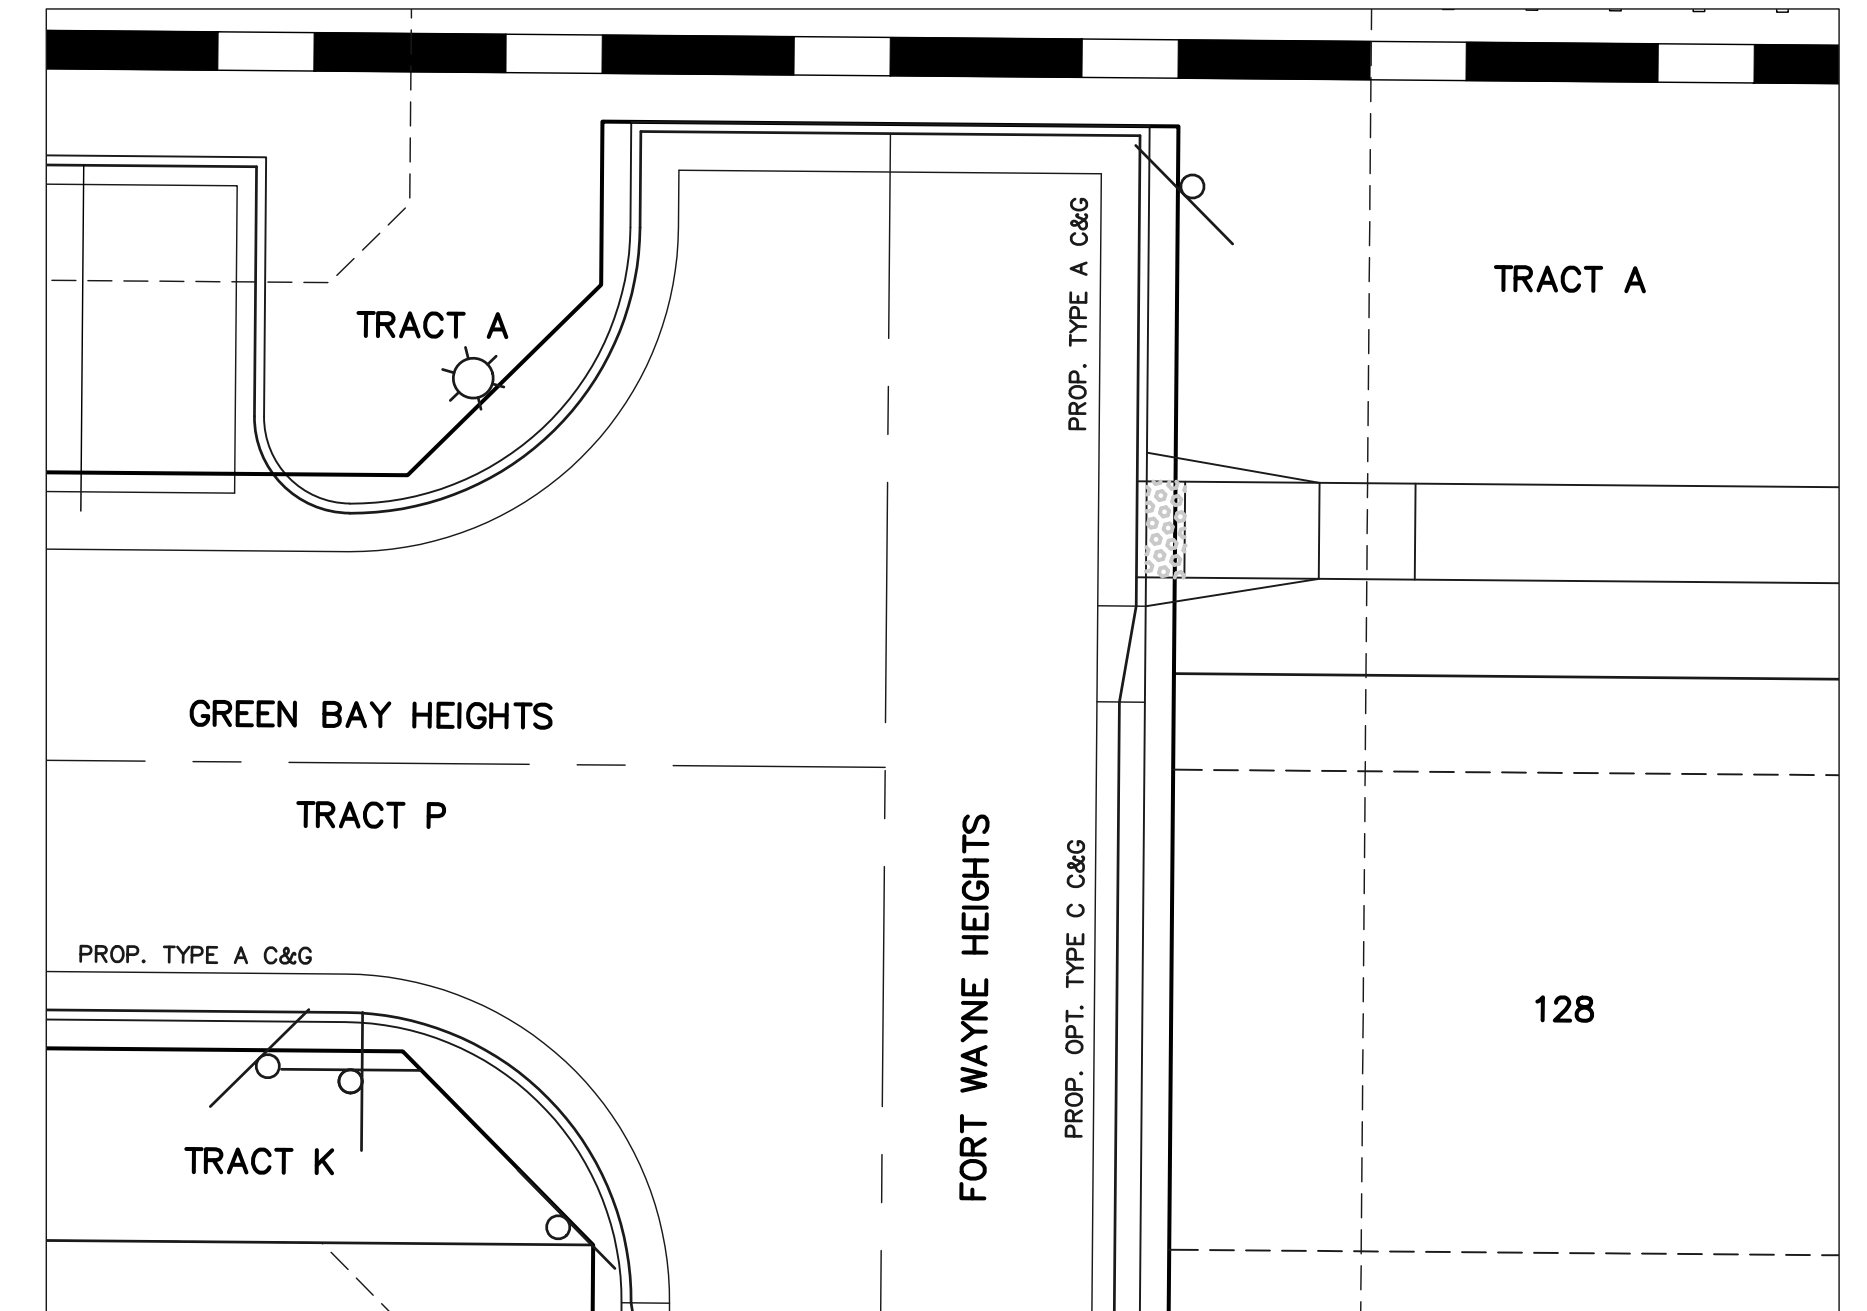 TRACT A
TRACT A
PROP. TYPE A C&G
GREEN BAY HEIGHTS
TRACT P
FORT WAYNE HEIGHTS
PROP. OPT. TYPE C C&G
PROP. TYPE A C&G
128
TRACT K